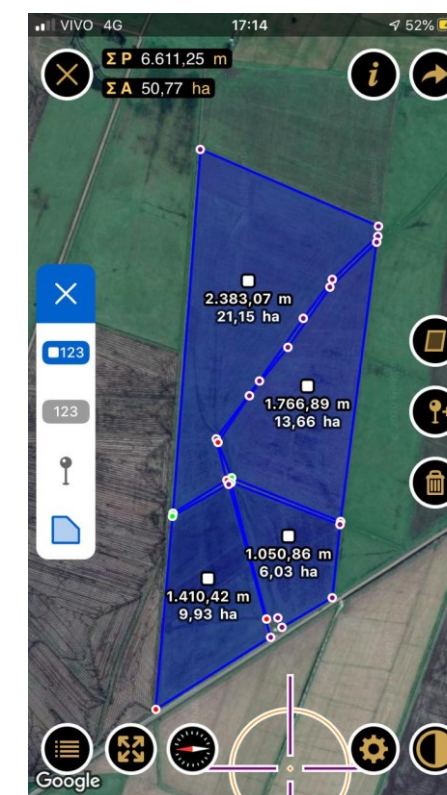 VIVO 4G
17:14
52%
Σ P 6.611,25 m
Σ A 50,77 ha
i
2.383,07 m
21,15 ha
123
123
1.766,89 m
13,66 ha
1.050,86 m
6,03 ha
1.410,42 m
9,93 ha
Google